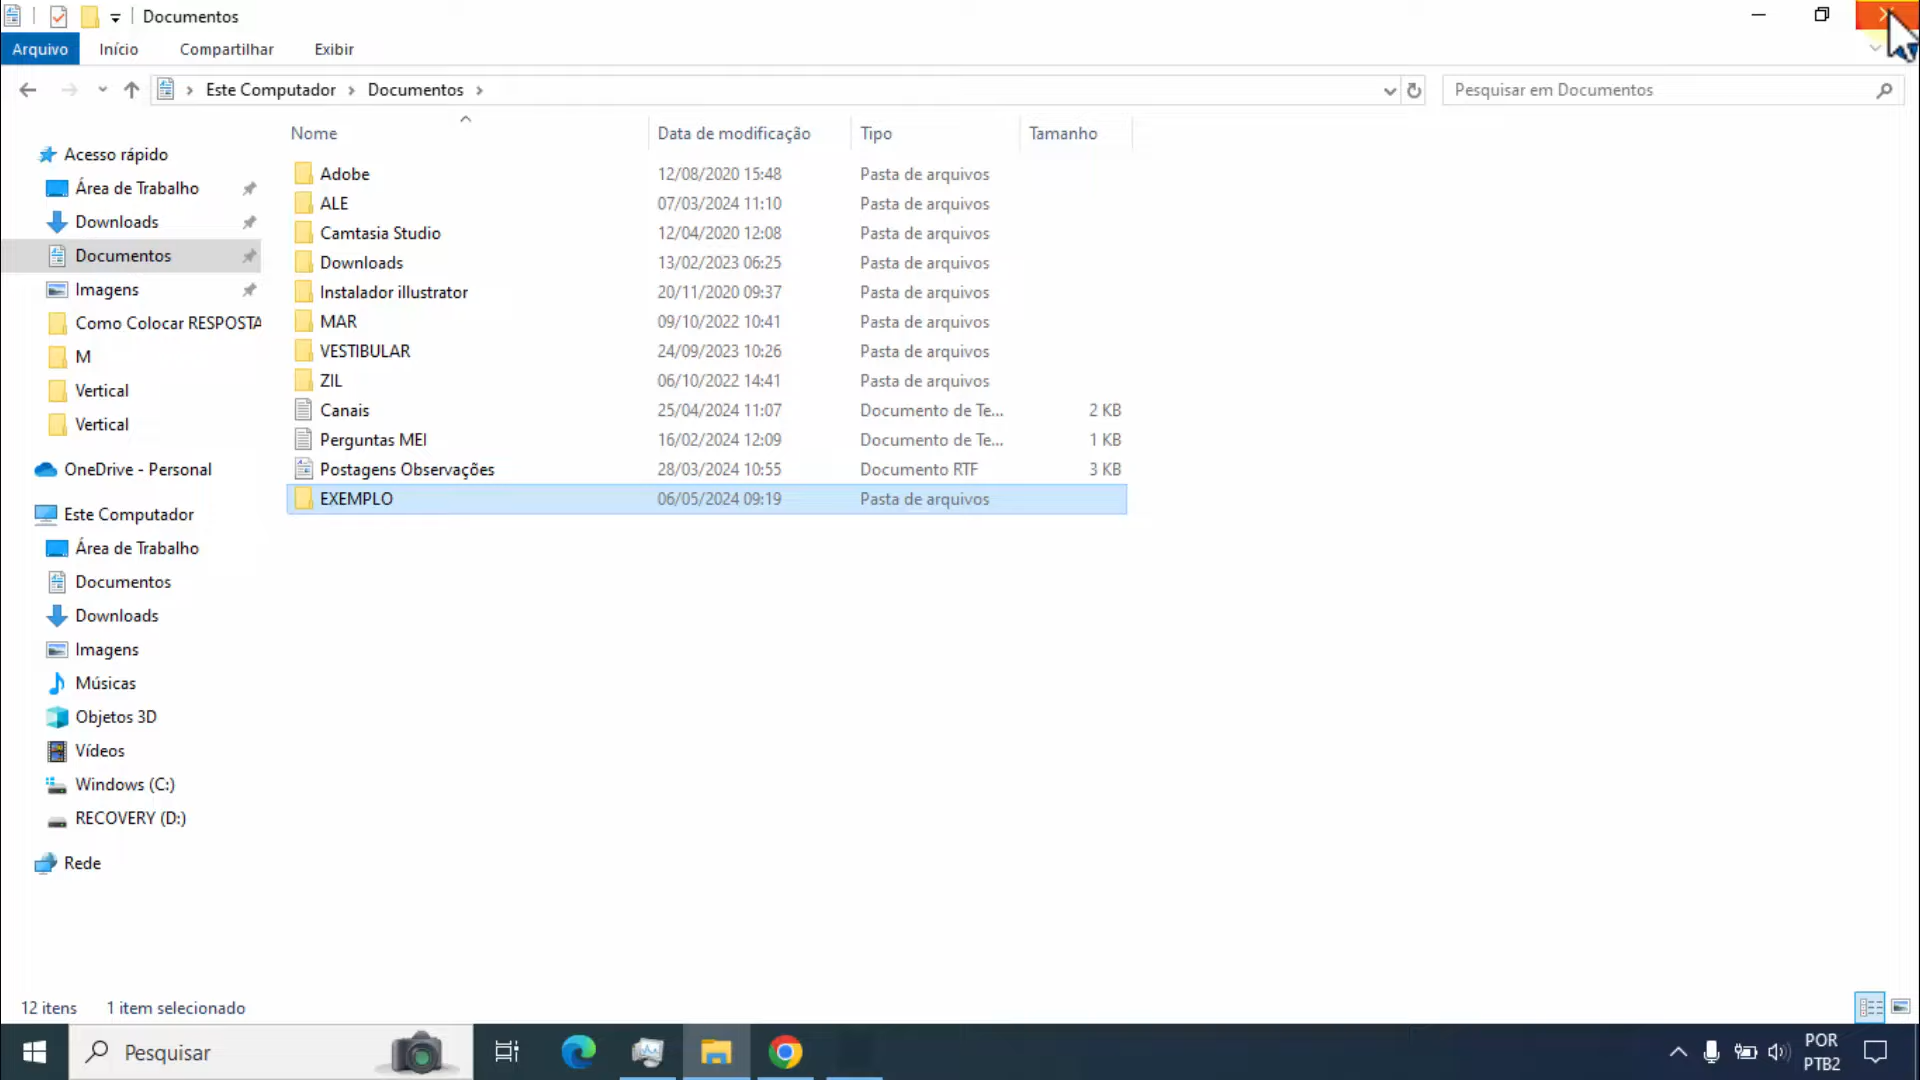 Documentos
Arquivo Início Compartilhar Exibir
Este Computador Documentos Pesquisar em Documentos
Nome Data de modificação Tipo Tamanho
Acesso rápido
Área de Trabalho
Downloads
Documentos
Imagens
Como Colocar RESPOSTA
M
Vertical
Vertical
OneDrive - Personal
Este Computador
Área de Trabalho
Documentos
Downloads
Imagens
Músicas
Objetos 3D
Vídeos
Windows (C:)
RECOVERY (D:)
Rede
Adobe 12/08/2020 15:48 Pasta de arquivos
ALE 07/03/2024 11:10 Pasta de arquivos
Camtasia Studio 12/04/2020 12:08 Pasta de arquivos
Downloads 13/02/2023 06:25 Pasta de arquivos
Instalador illustrator 20/11/2020 09:37 Pasta de arquivos
MAR 09/10/2022 10:41 Pasta de arquivos
VESTIBULAR 24/09/2023 10:26 Pasta de arquivos
ZIL 06/10/2022 14:41 Pasta de arquivos
Canais 25/04/2024 11:07 Documento de Te... 2 KB
Perguntas MEI 16/02/2024 12:09 Documento de Te... 1 KB
Postagens Observações 28/03/2024 10:55 Documento RTF 3 KB
EXEMPLO 06/05/2024 09:19 Pasta de arquivos
12 itens 1 item selecionado
Pesquisar
POR
PTB2